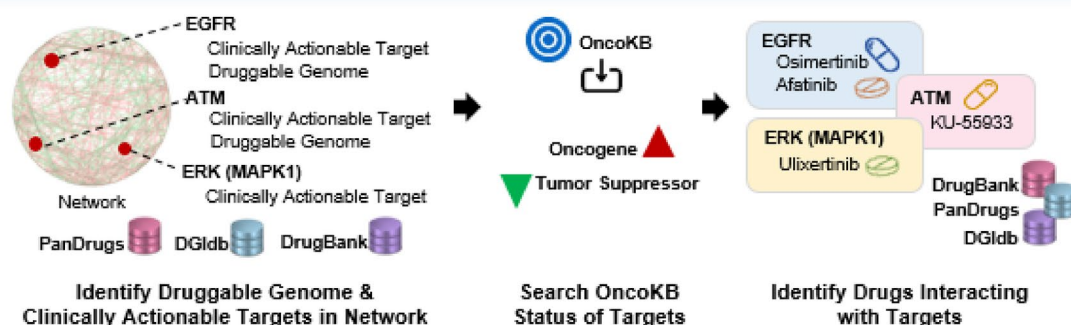 EGFR
Clinically Actionable Target
Druggable Genome
ATM
Clinically Actionable Target
Druggable Genome
ERK (MAPK1)
Clinically Actionable Target
Network
PanDrugs
DGIdb
DrugBank
Identify Druggable Genome &
Clinically Actionable Targets in Network
OncoKB
Oncogene
Tumor Suppressor
Search OncoKB
Status of Targets
EGFR
Osimertinib
Afatinib
ATM
KU-55933
ERK (MAPK1)
Ulixertinib
DrugBank
PanDrugs
DGIdb
Identify Drugs Interacting
with Targets